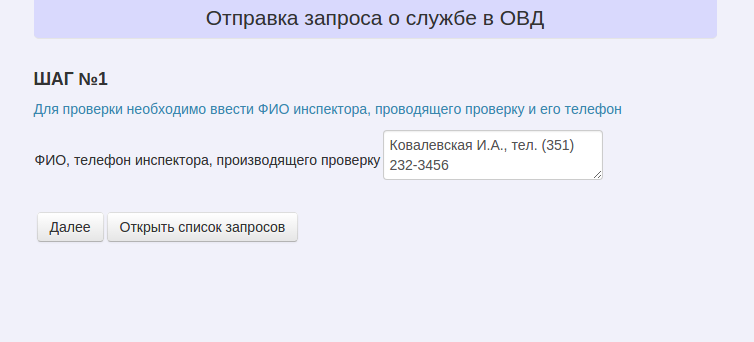 Отправка запроса о службе в ОВД
ШАГ №1
Для проверки необходимо ввести ФИО инспектора, проводящего проверку и его телефон
ФИО, телефон инспектора, производящего проверку
Ковалевская И.А., тел. (351)
232-3456
Далее
Открыть список запросов